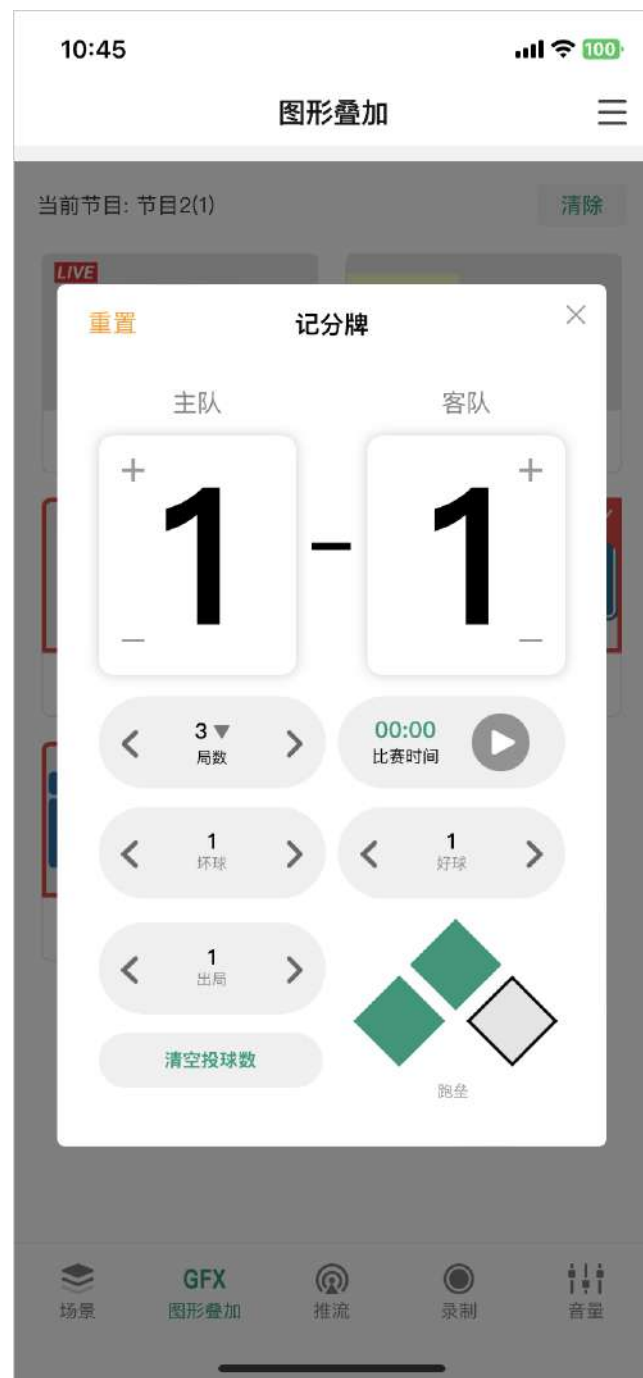 10:45
100
图形叠加
当前节目: 节目2(1)
清除
LIVE
重置
记分牌
主队
客队
+
+
1 - 1
−
−
3 ▼
局数
00:00
比赛时间
1
坏球
1
好球
1
出局
清空投球数
跑垒
GFX
场景
图形叠加
推流
录制
音量